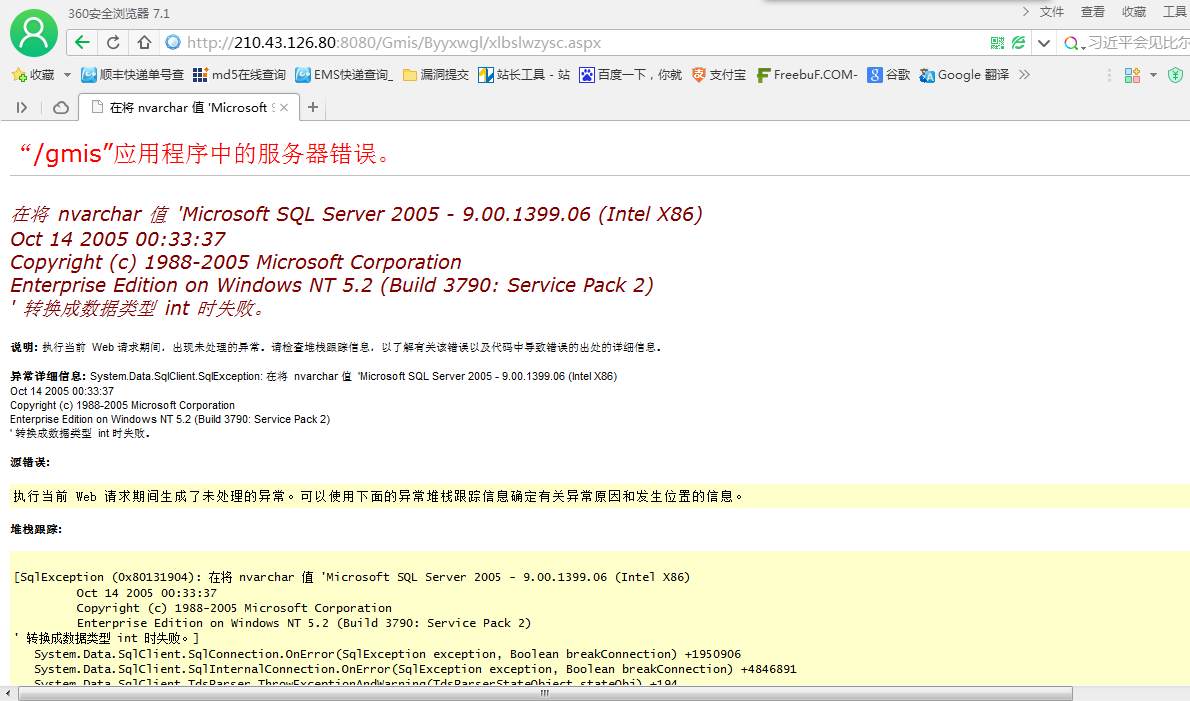 360安全浏览器 7.1
文件 查看 收藏 工具
http://210.43.126.80:8080/Gmis/Byyxwgl/xlbslwzysc.aspx
习近平会见比尔
收藏 顺丰快递单号查 md5在线查询 EMS快递查询_ 漏洞提交 站长工具 - 站 百度一下，你就 支付宝 FreebuF.COM- 谷歌 Google 翻译
在将 nvarchar 值 'Microsoft S
“/gmis”应用程序中的服务器错误。
在将 nvarchar 值 'Microsoft SQL Server 2005 - 9.00.1399.06 (Intel X86)
Oct 14 2005 00:33:37
Copyright (c) 1988-2005 Microsoft Corporation
Enterprise Edition on Windows NT 5.2 (Build 3790: Service Pack 2)
' 转换成数据类型 int 时失败。
说明: 执行当前 Web 请求期间，出现未处理的异常。请检查堆栈跟踪信息，以了解有关该错误以及代码中导致错误的出处的详细信息。
异常详细信息: System.Data.SqlClient.SqlException: 在将 nvarchar 值 'Microsoft SQL Server 2005 - 9.00.1399.06 (Intel X86)
Oct 14 2005 00:33:37
Copyright (c) 1988-2005 Microsoft Corporation
Enterprise Edition on Windows NT 5.2 (Build 3790: Service Pack 2)
' 转换成数据类型 int 时失败。
源错误:
执行当前 Web 请求期间生成了未处理的异常。可以使用下面的异常堆栈跟踪信息确定有关异常原因和发生位置的信息。
堆栈跟踪:
[SqlException (0x80131904): 在将 nvarchar 值 'Microsoft SQL Server 2005 - 9.00.1399.06 (Intel X86)
Oct 14 2005 00:33:37
Copyright (c) 1988-2005 Microsoft Corporation
Enterprise Edition on Windows NT 5.2 (Build 3790: Service Pack 2)
' 转换成数据类型 int 时失败。]
System.Data.SqlClient.SqlConnection.OnError(SqlException exception, Boolean breakConnection) +1950906
System.Data.SqlClient.SqlInternalConnection.OnError(SqlException exception, Boolean breakConnection) +4846891
System.Data.SqlClient.TdsParser.ThrowExceptionAndWarning(TdsParserStateObject stateObj) +194